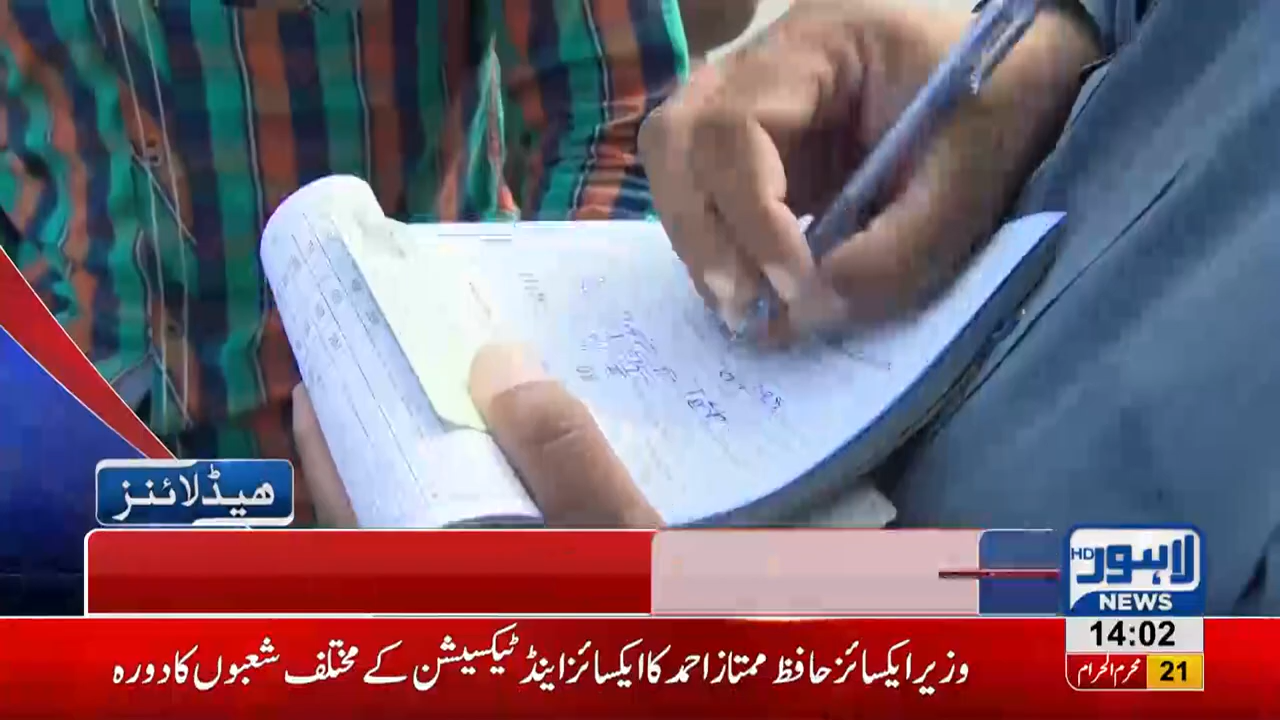 ھیڈلائنز
HD
لاہور
NEWS
14:02
21 محرم الحرام
وزیر ایکسائز حافظ ممتاز احمد کا ایکسائز اینڈ ٹیکسیشن کے مختلف شعبوں کا دورہ